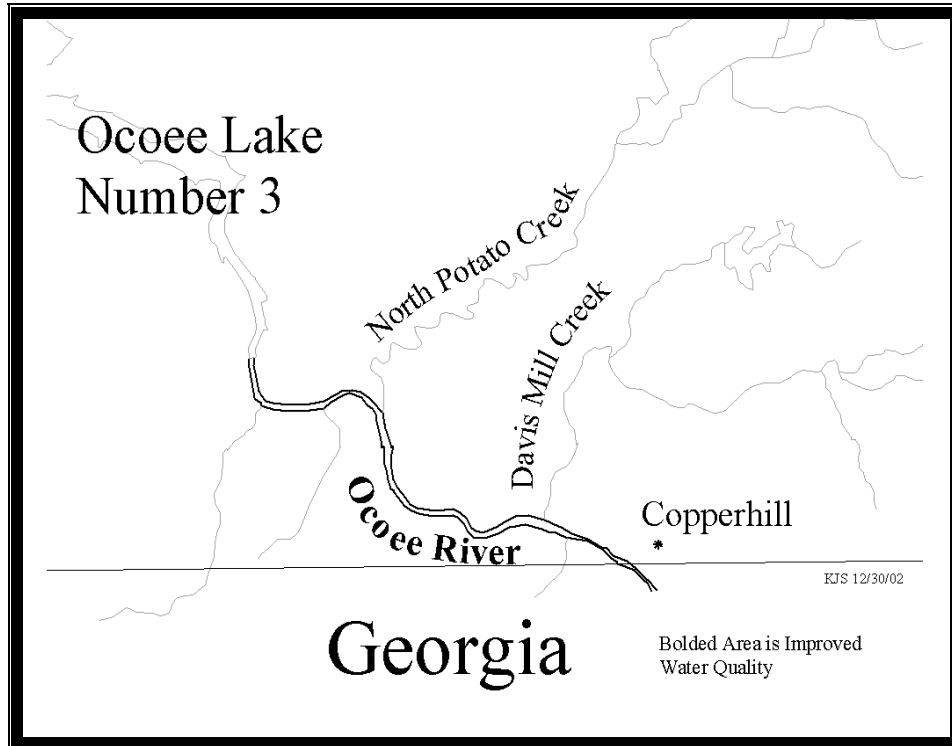 Ocoee Lake
Number 3
North Potato Creek
Davis Mill Creek
Ocoee River
Copperhill
KJS 12/30/02
Georgia
Bolded Area is Improved
Water Quality